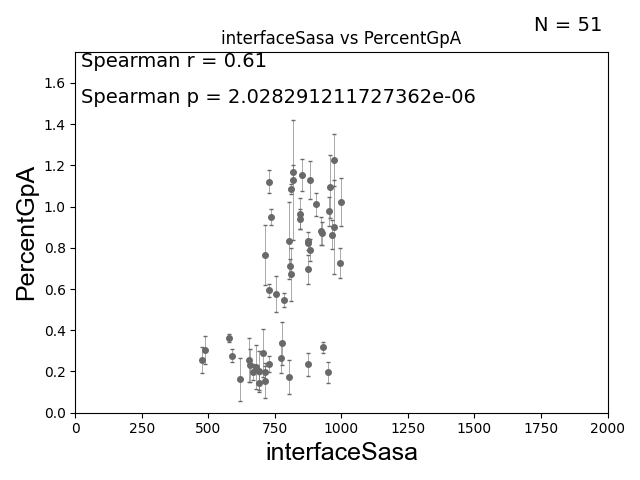 N = 51
interfaceSasa vs PercentGpA
Spearman r = 0.61
Spearman p = 2.028291211727362e-06
PercentGpA
1.6
1.4
1.2
1.0
0.8
0.6
0.4
0.2
0.0
0 250 500 750 1000 1250 1500 1750 2000
interfaceSasa